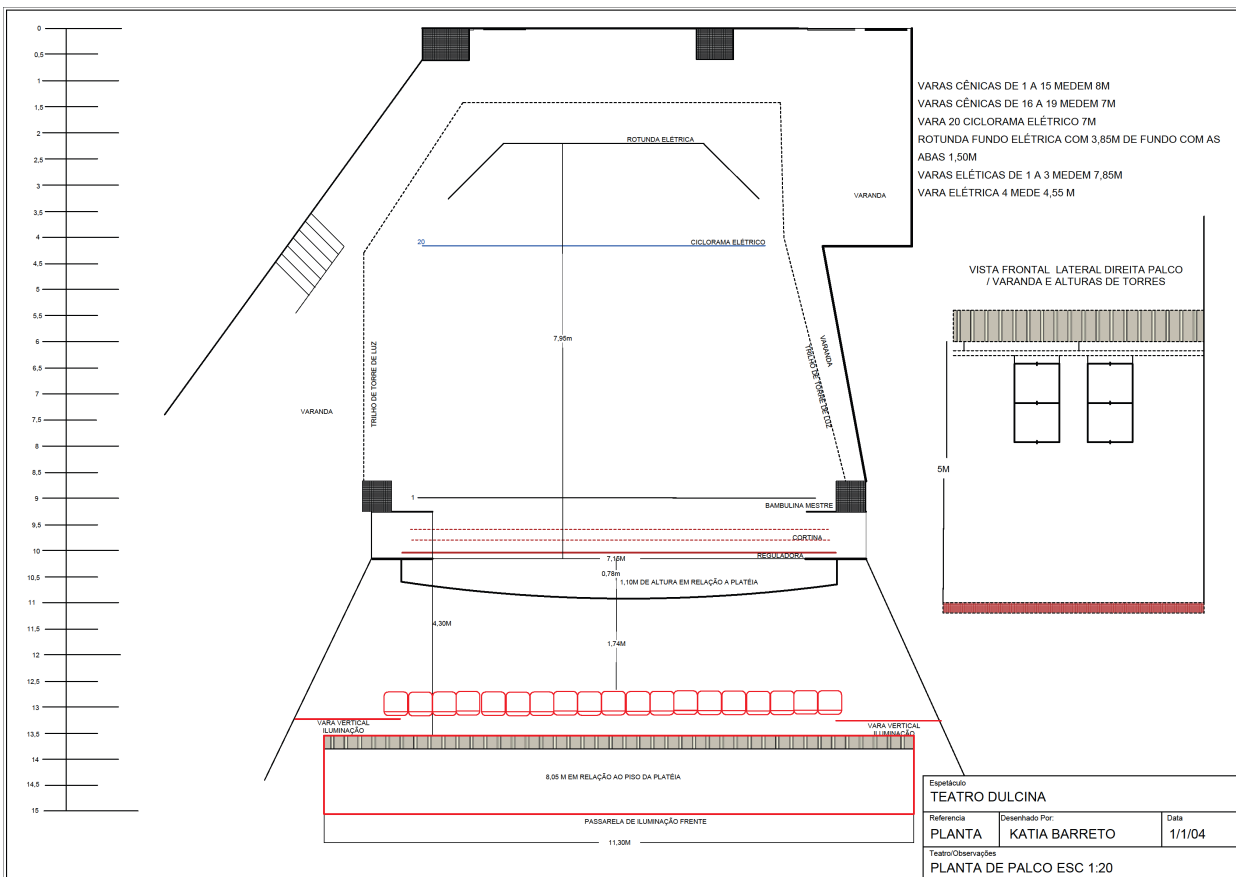 0
0,5
1
1,5
2
2,5
3
3,5
4
4,5
5
5,5
6
6,5
7
7,5
8
8,5
9
9,5
10
10,5
11
11,5
12
12,5
13
13,5
14
14,5
15
VARAS CÊNICAS DE 1 A 15 MEDEM 8M
VARAS CÊNICAS DE 16 A 19 MEDEM 7M
VARA 20 CICLORAMA ELÉTRICO 7M
ROTUNDA FUNDO ELÉTRICA COM 3,85M DE FUNDO COM AS
ABAS 1,50M
VARAS ELÉTICAS DE 1 A 3 MEDEM 7,85M
VARA ELÉTRICA 4 MEDE 4,55 M
ROTUNDA ELÉTRICA
VARANDA
20
CICLORAMA ELÉTRICO
VISTA FRONTAL LATERAL DIREITA PALCO
/ VARANDA E ALTURAS DE TORRES
7,95m
TRILHO DE TORRE DE LUZ
VARANDA
TRILHO DE TORRE DE LUZ
VARANDA
5M
1
BAMBULINA MESTRE
CORTINA
REGULADORA
7,15M
0,78m
1,10M DE ALTURA EM RELAÇÃO A PLATÉIA
4,30M
1,74M
VARA VERTICAL
ILUMINAÇÃO
VARA VERTICAL
ILUMINAÇÃO
8,05 M EM RELAÇÃO AO PISO DA PLATÉIA
PASSARELA DE ILUMINAÇÃO FRENTE
11,30M
Espetáculo
TEATRO DULCINA
Referencia
PLANTA
Desenhado Por:
KATIA BARRETO
Data
1/1/04
Teatro/Observações
PLANTA DE PALCO ESC 1:20